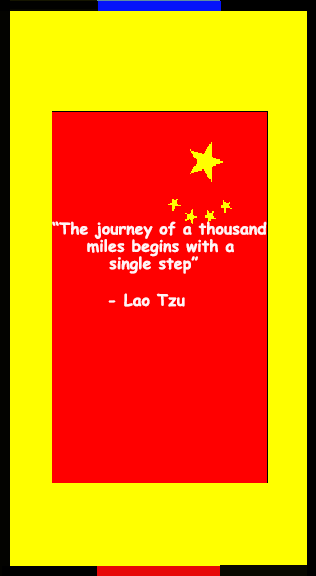 “The journey of a thousand
miles begins with a
single step”
- Lao Tzu